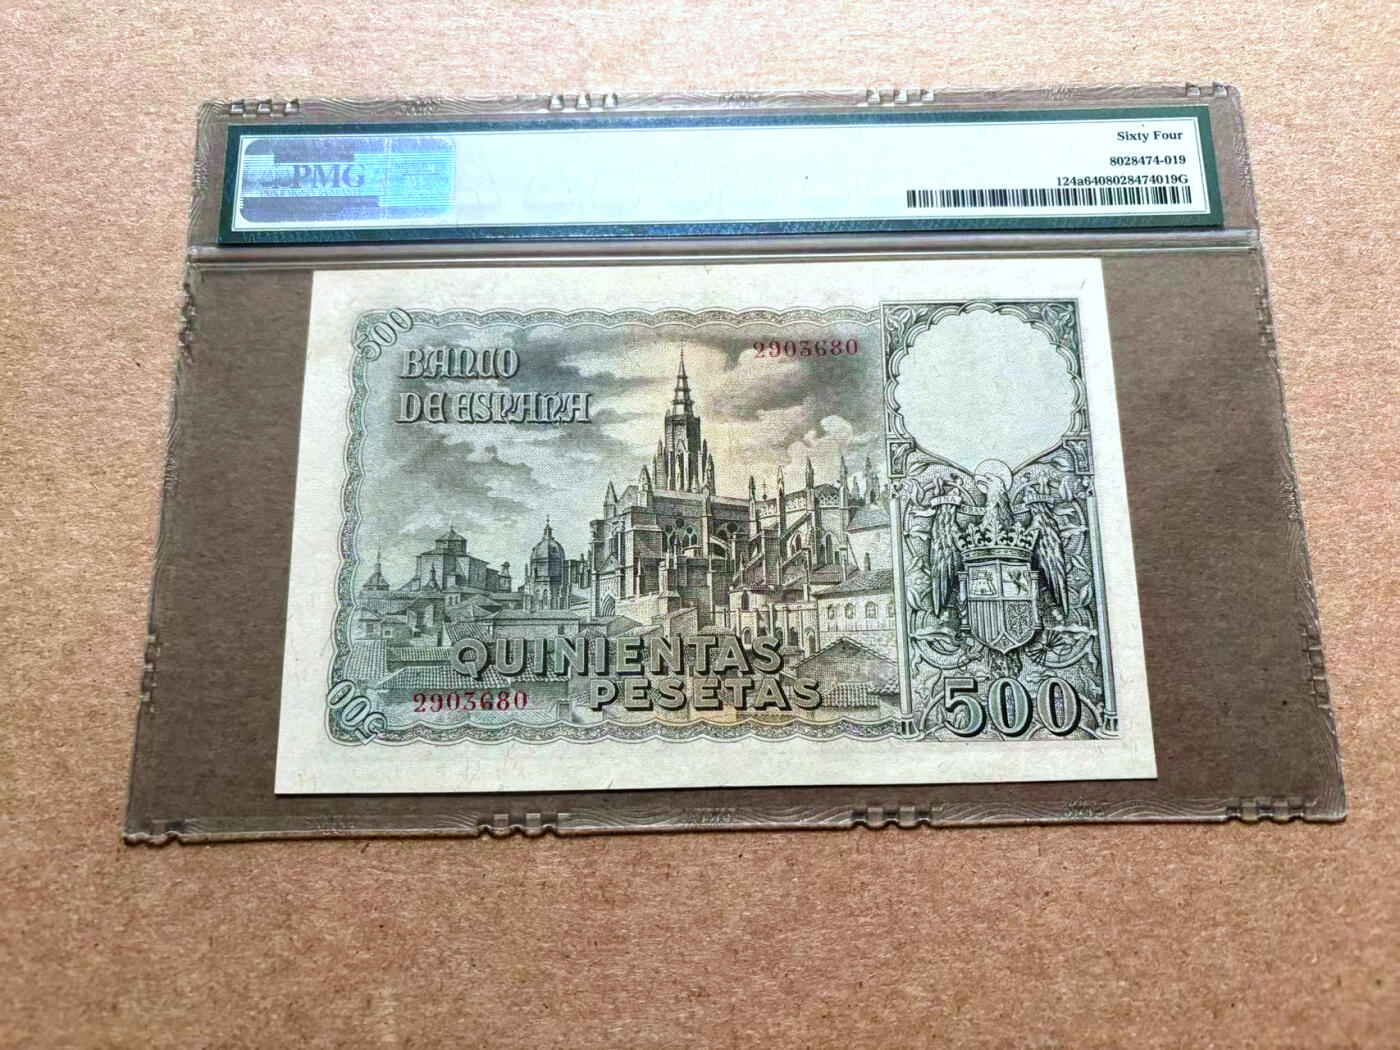 PMG
Sixty Four
8028474-019
124a6408028474019G
500
BANCO
DE ESPAÑA
2903680
QUINIENTAS
PESETAS
2903680
500
500